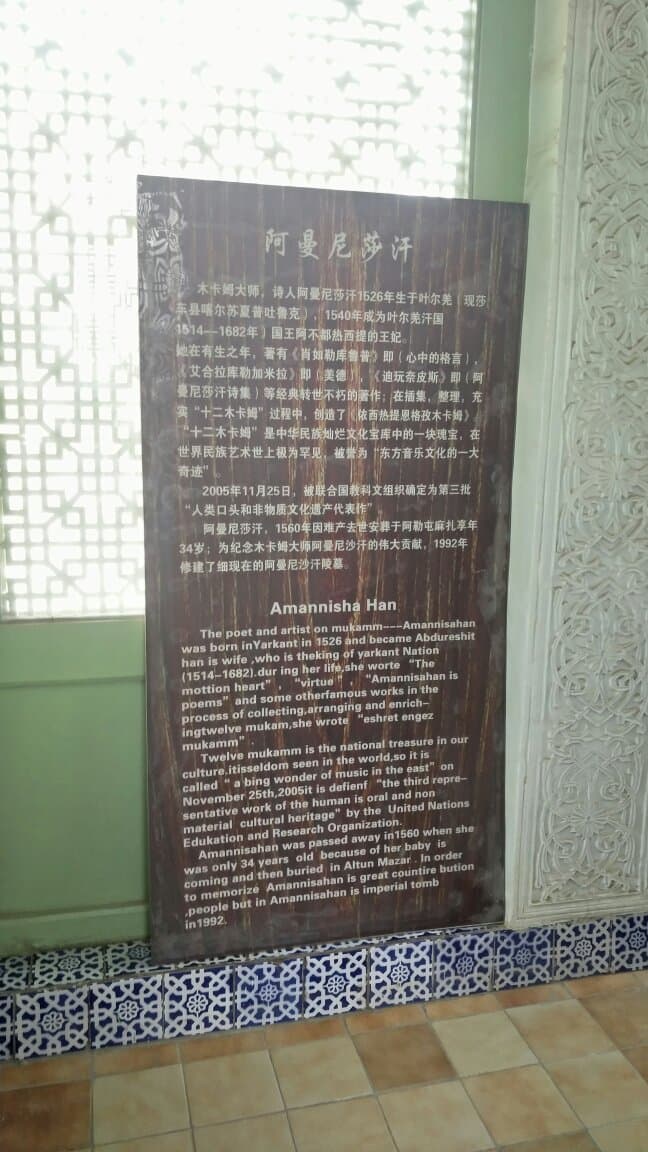 阿曼尼莎汗
木卡姆大师，诗人阿曼尼莎汗1526年生于叶尔羌（现莎
车县喀尔苏夏普吐鲁克），1540年成为叶尔羌汗国
1514—1682年）国王阿不都热西提的王妃。
她在有生之年，著有《肖如勒库鲁普》即（心中的格言），
《艾合拉库勒加米拉》即（美德），《迪玩奈皮斯》即（阿
曼尼莎汗诗集）等经典转世不朽的著作；在插集，整理，充
实“十二木卡姆”过程中，创造了《依西热提恩格孜木卡姆》。
“十二木卡姆”是中华民族灿烂文化宝库中的一块瑰宝，在
世界民族艺术世上极为罕见，被誉为“东方音乐文化的一大
奇迹”。
2005年11月25日，被联合国教科文组织确定为第三批
“人类口头和非物质文化遗产代表作”
阿曼尼莎汗，1560年因难产去世安葬于阿勒屯麻扎享年
34岁；为纪念木卡姆大师阿曼尼沙汗的伟大贡献，1992年
修建了细现在的阿曼尼沙汗陵墓。
Amannisha Han
The poet and artist on mukamm---Amannisahan
was born inYarkant in 1526 and became Abdureshit
han is wife ,who is theking of yarkant Nation
(1514-1682).dur ing her life,she worte “The
mottion heart”, “virtue”, “Amannisahan is
poems” and some otherfamous works in the
process of collecting,arranging and enrich-
ingtwelve mukam,she wrote “eshret engez
mukamm”.
Twelve mukamm is the national treasure in our
culture.itisseldom seen in the world,so it is
called “a bing wonder of music in the east” on
November 25th,2005it is defienf “the third repre-
sentative work of the human is oral and non
material cultural heritage” by the United Nations
Edukation and Research Organization.
Amannisahan was passed away in1560 when she
was only 34 years old because of her baby is
coming and then buried in Altun Mazar . In order
to memorize Amannisahan is great countire bution
,people but in Amannisahan is imperial tomb
in1992.